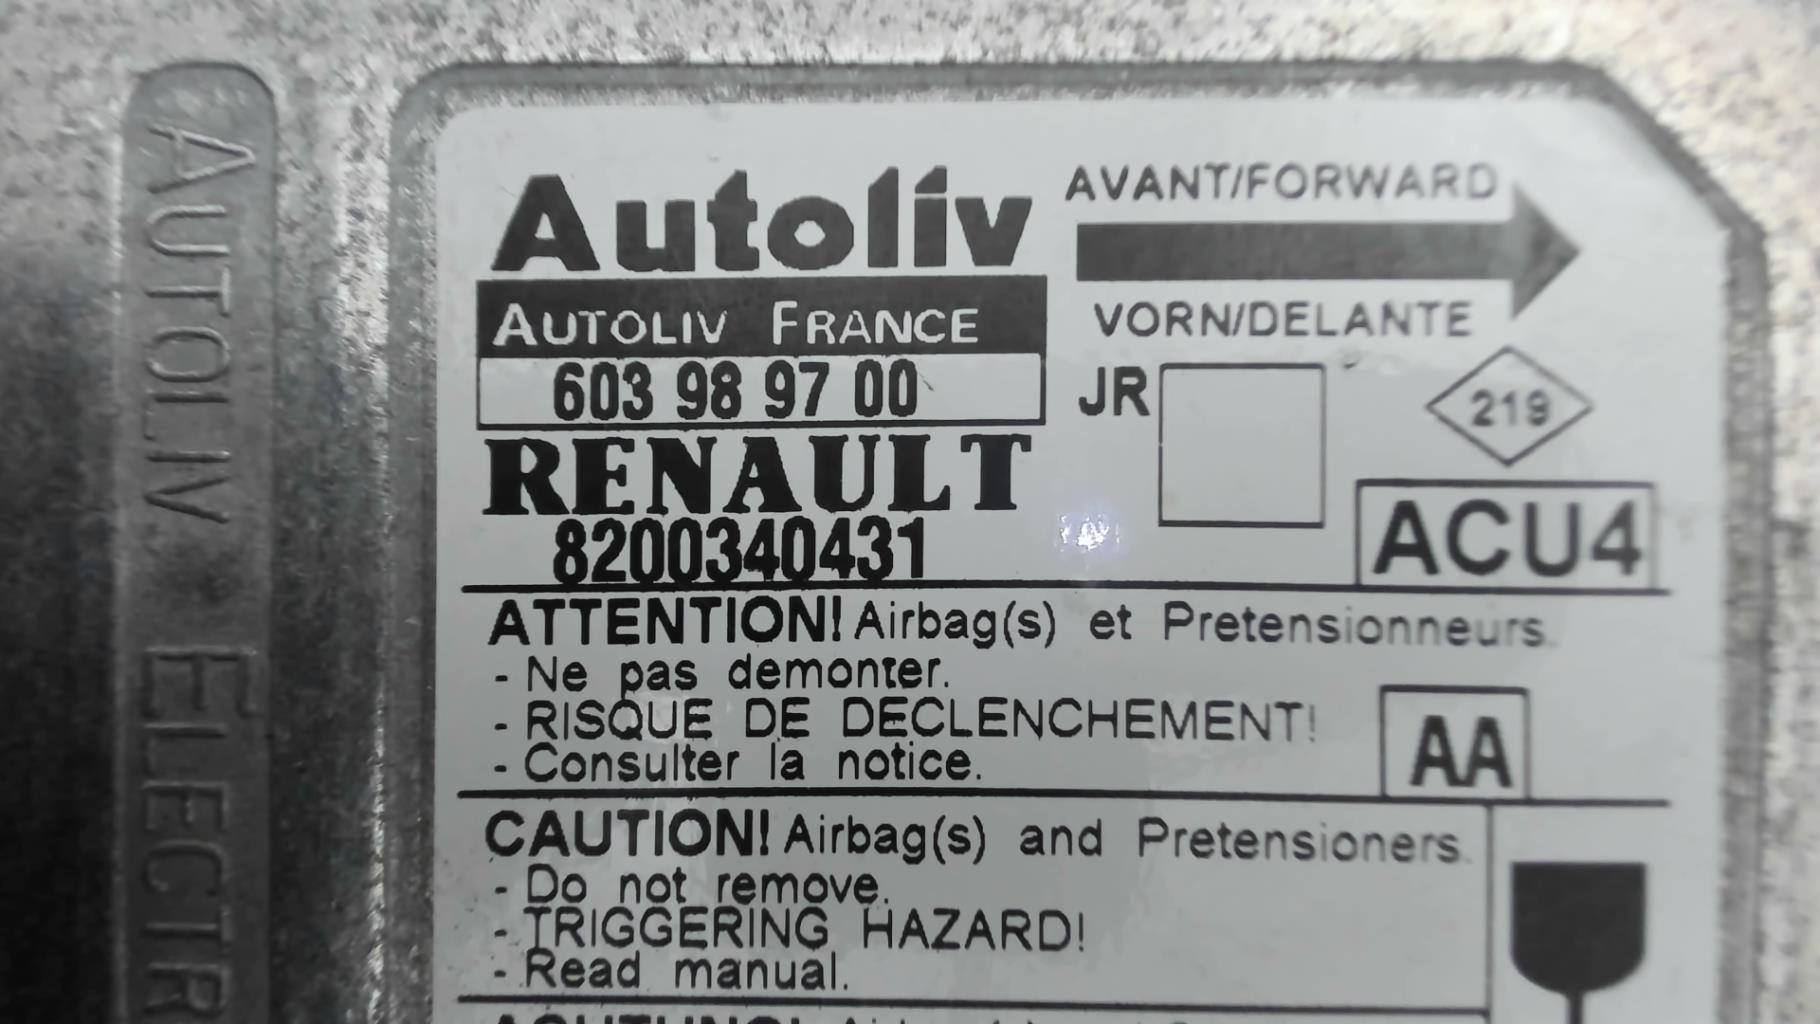 AUTOLIV ELECTR
Autoliv
AUTOLIV FRANCE
603 98 97 00
RENAULT
8200340431
AVANT/FORWARD
VORN/DELANTE
JR
219
ACU4
ATTENTION! Airbag(s) et Pretensionneurs.
- Ne pas demonter.
- RISQUE DE DECLENCHEMENT!
- Consulter la notice.
AA
CAUTION! Airbag(s) and Pretensioners.
- Do not remove.
- TRIGGERING HAZARD!
- Read manual.